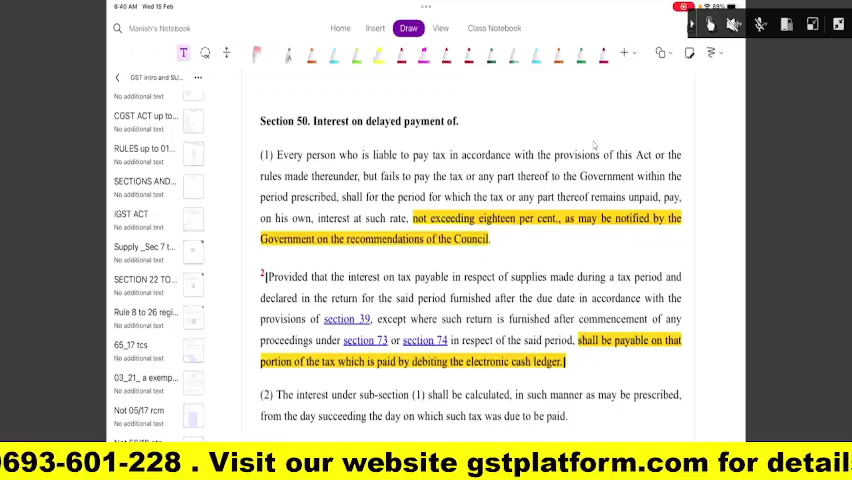 8:40 AM Wed 15 Feb
89%
Manish's Notebook
Home Insert Draw View Class Notebook
GST intro and SU...
No additional text
CGST ACT up to...
No additional text
RULES up to 01...
No additional text
SECTIONS AND...
No additional text
IGST ACT
No additional text
Supply _Sec 7 t...
No additional text
SECTION 22 TO...
No additional text
Rule 8 to 26 regi...
No additional text
65_17 tcs
No additional text
03_21_ a exemp...
No additional text
Not 05/17 rcm
No additional text
Section 50. Interest on delayed payment of.
(1) Every person who is liable to pay tax in accordance with the provisions of this Act or the
rules made thereunder, but fails to pay the tax or any part thereof to the Government within the
period prescribed, shall for the period for which the tax or any part thereof remains unpaid, pay,
on his own, interest at such rate, not exceeding eighteen per cent., as may be notified by the
Government on the recommendations of the Council.
2[Provided that the interest on tax payable in respect of supplies made during a tax period and
declared in the return for the said period furnished after the due date in accordance with the
provisions of section 39, except where such return is furnished after commencement of any
proceedings under section 73 or section 74 in respect of the said period, shall be payable on that
portion of the tax which is paid by debiting the electronic cash ledger.]
(2) The interest under sub-section (1) shall be calculated, in such manner as may be prescribed,
from the day succeeding the day on which such tax was due to be paid.
9693-601-228 . Visit our website gstplatform.com for details